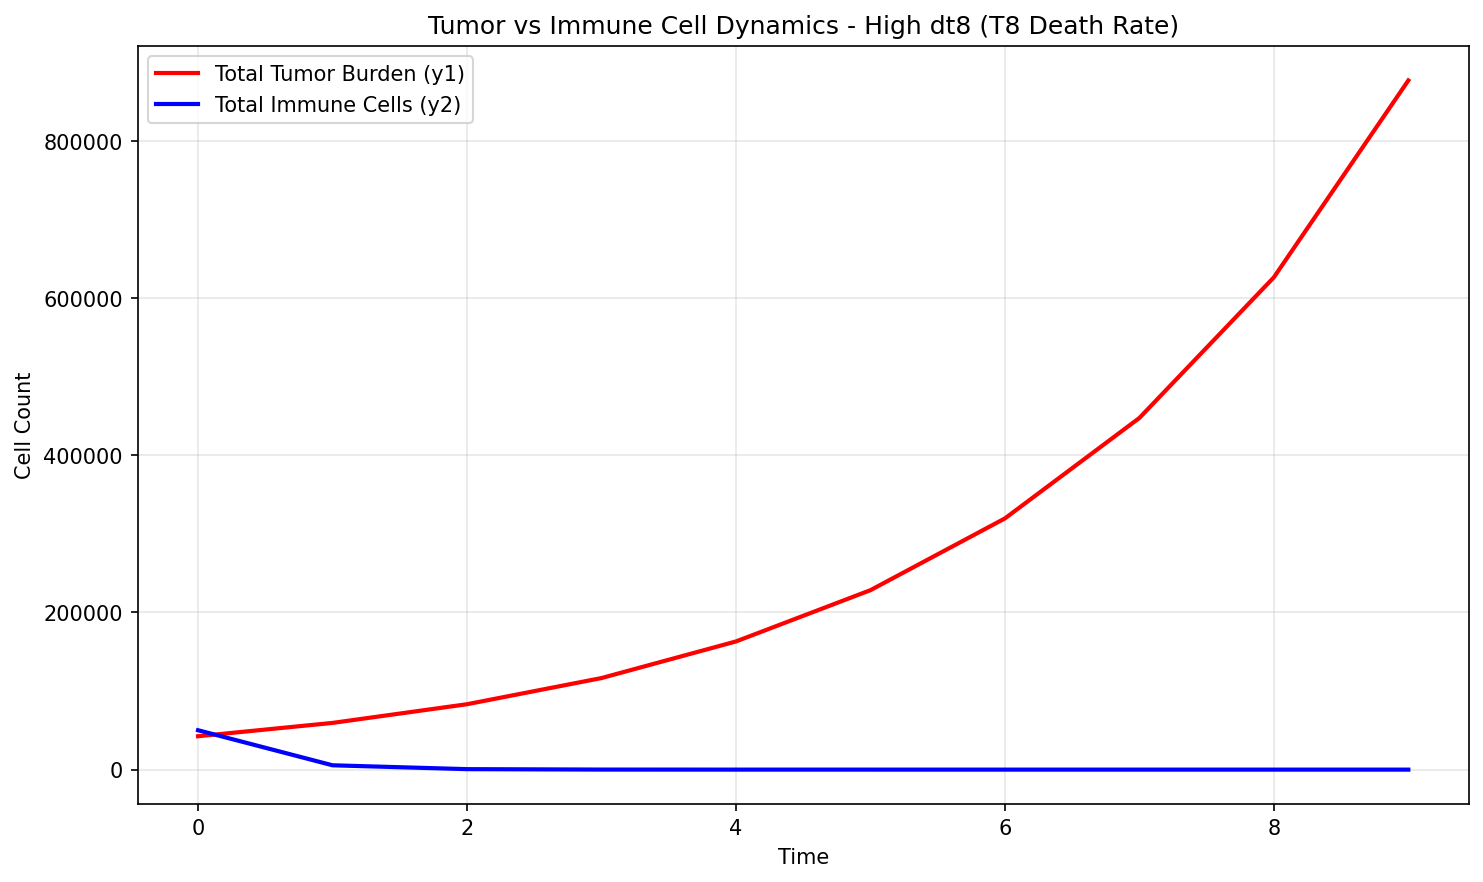 Tumor vs Immune Cell Dynamics - High dt8 (T8 Death Rate)
Total Tumor Burden (y1)
Total Immune Cells (y2)
Cell Count
800000
600000
400000
200000
0
0 2 4 6 8
Time